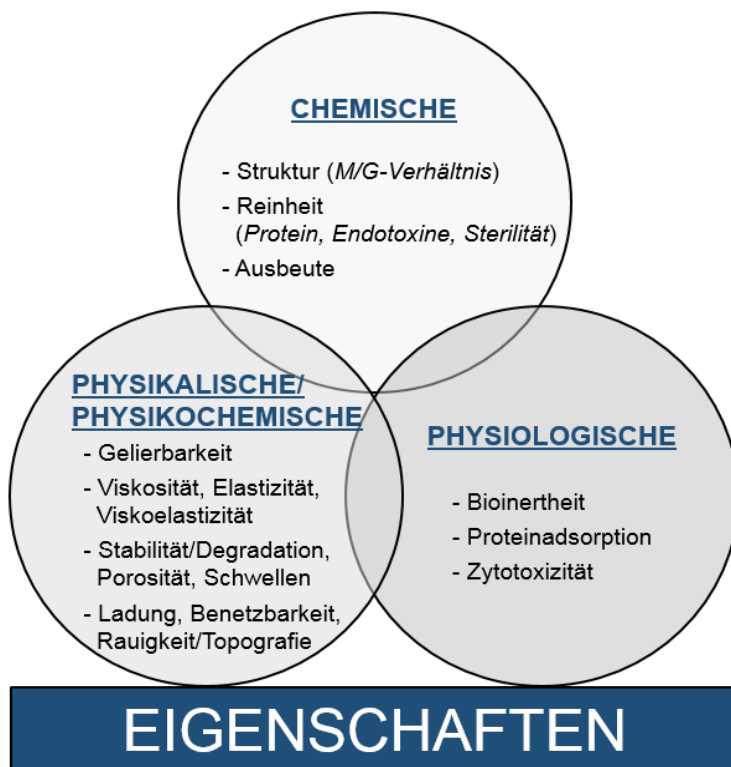 CHEMISCHE
- Struktur (M/G-Verhältnis)
- Reinheit
(Protein, Endotoxine, Sterilität)
- Ausbeute
PHYSIKALISCHE/
PHYSIKOCHEMISCHE
- Gelierbarkeit
- Viskosität, Elastizität,
Viskoelastizität
- Stabilität/Degradation,
Porosität, Schwellen
- Ladung, Benetzbarkeit,
Rauigkeit/Topografie
PHYSIOLOGISCHE
- Bioinertheit
- Proteinadsorption
- Zytotoxizität
EIGENSCHAFTEN